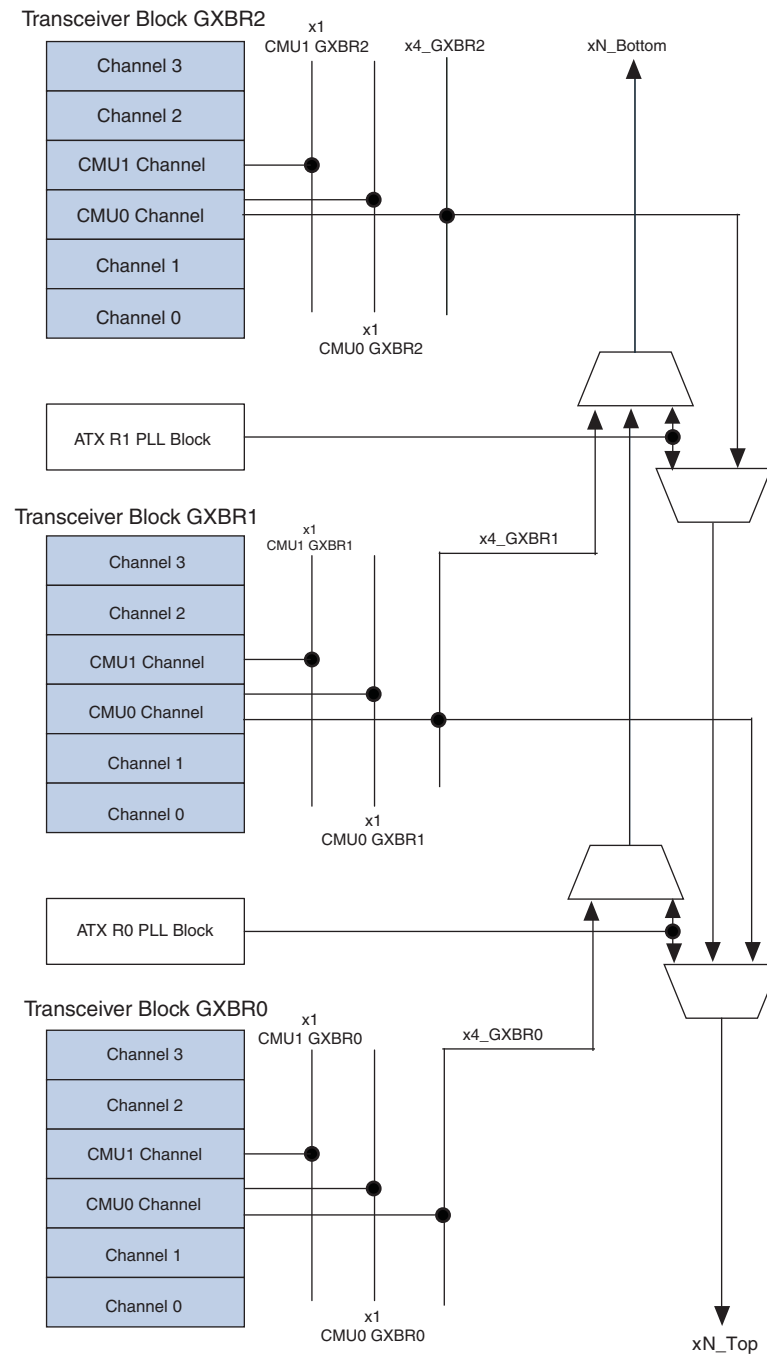 Transceiver Block GXBR2
x1
CMU1 GXBR2
x4_GXBR2
xN_Bottom
Channel 3
Channel 2
CMU1 Channel
CMU0 Channel
Channel 1
Channel 0
x1
CMU0 GXBR2
ATX R1 PLL Block
Transceiver Block GXBR1
x1
CMU1 GXBR1
x4_GXBR1
Channel 3
Channel 2
CMU1 Channel
CMU0 Channel
Channel 1
Channel 0
x1
CMU0 GXBR1
ATX R0 PLL Block
Transceiver Block GXBR0
x1
CMU1 GXBR0
x4_GXBR0
Channel 3
Channel 2
CMU1 Channel
CMU0 Channel
Channel 1
Channel 0
x1
CMU0 GXBR0
xN_Top